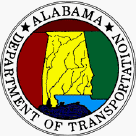 ALABAMA
DEPARTMENT OF TRANSPORTATION